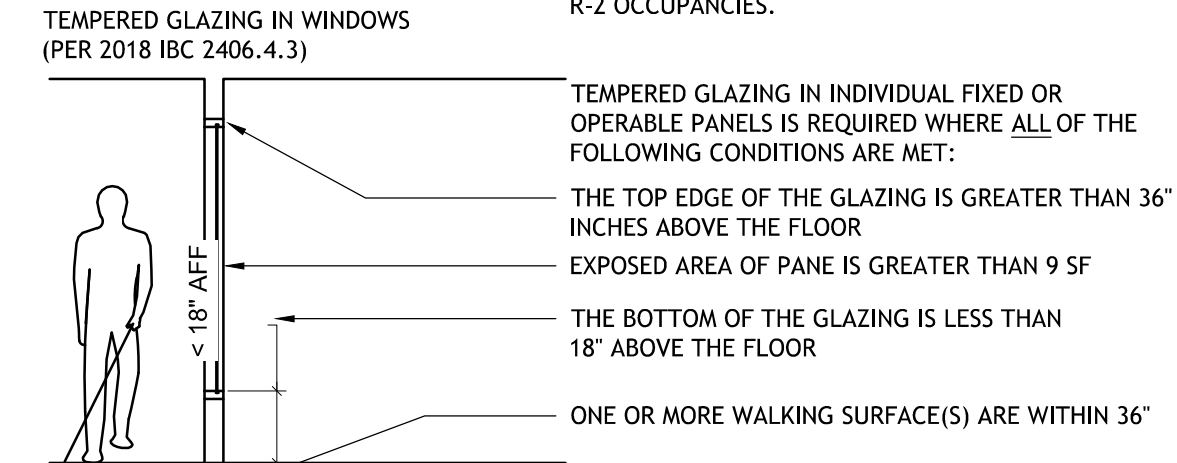 R-2 OCCUPANCIES.
TEMPERED GLAZING IN WINDOWS
(PER 2018 IBC 2406.4.3)
TEMPERED GLAZING IN INDIVIDUAL FIXED OR
OPERABLE PANELS IS REQUIRED WHERE ALL OF THE
FOLLOWING CONDITIONS ARE MET:
THE TOP EDGE OF THE GLAZING IS GREATER THAN 36"
INCHES ABOVE THE FLOOR
EXPOSED AREA OF PANE IS GREATER THAN 9 SF
< 18" AFF
THE BOTTOM OF THE GLAZING IS LESS THAN
18" ABOVE THE FLOOR
ONE OR MORE WALKING SURFACE(S) ARE WITHIN 36"